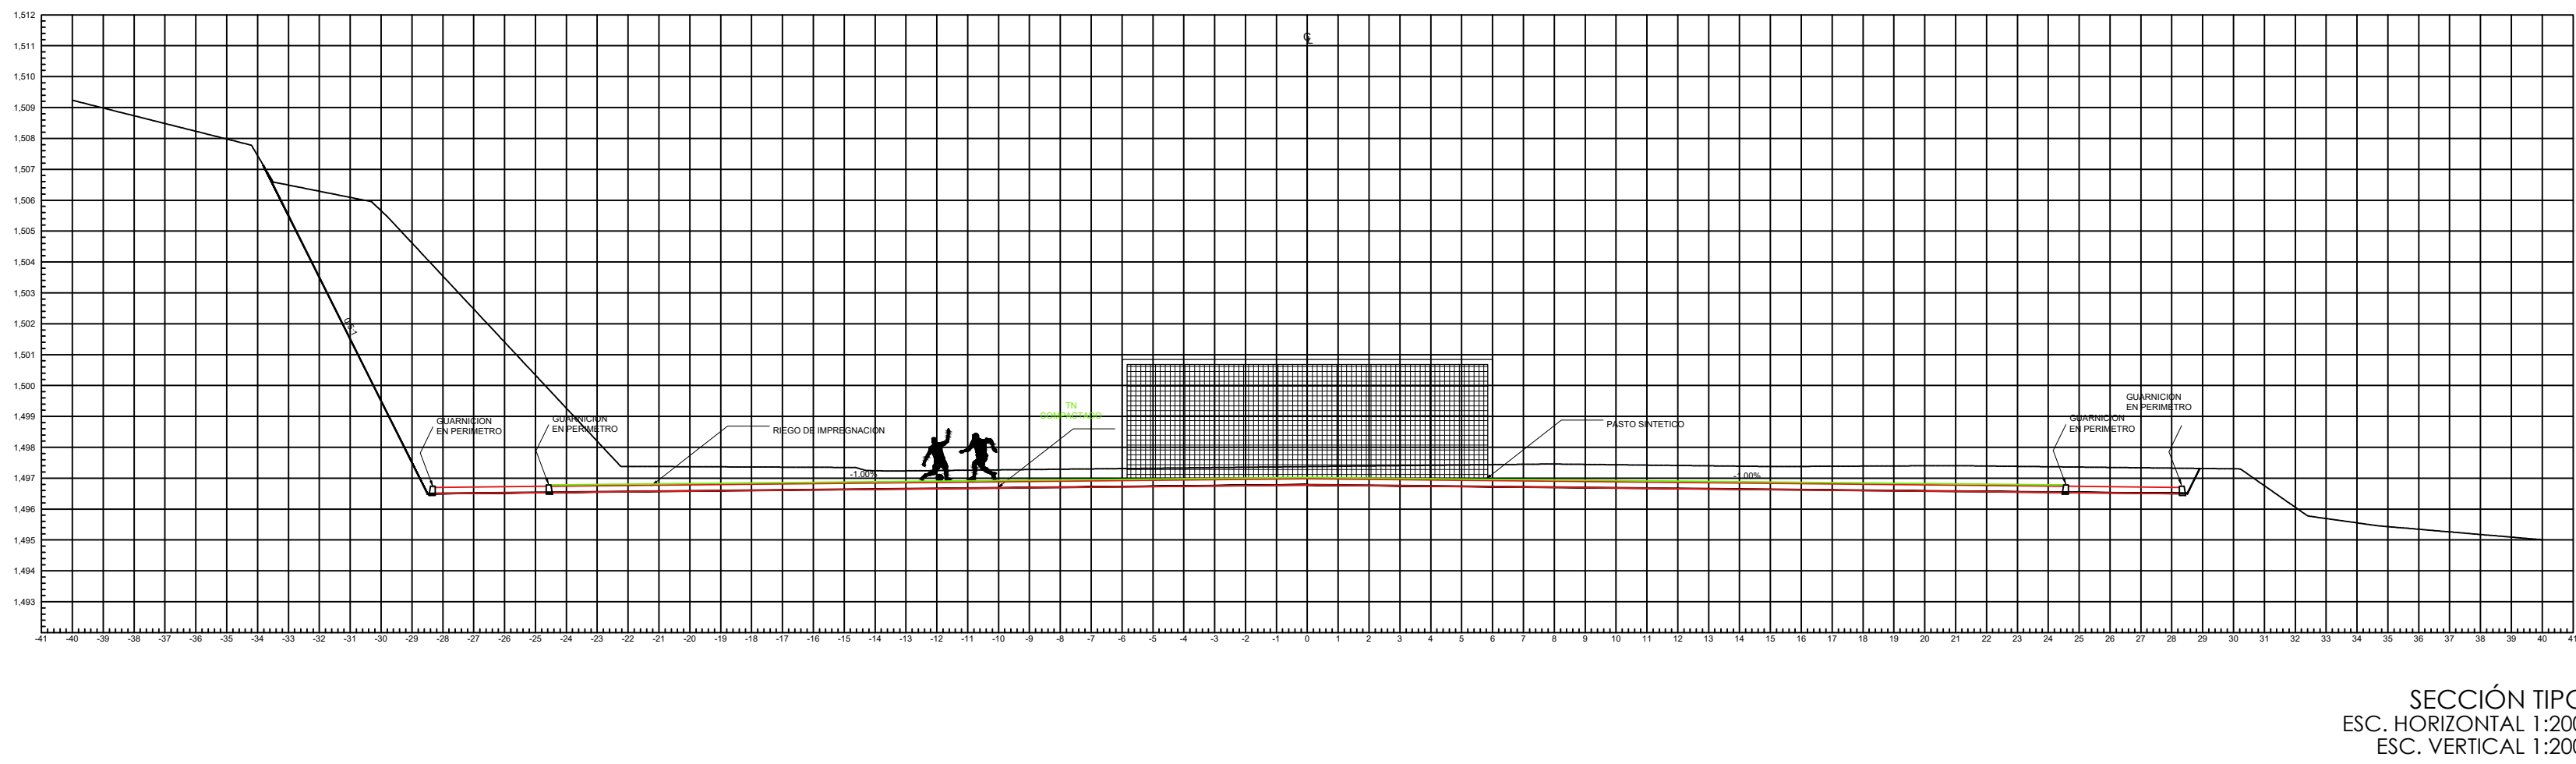 1,512
1,511
1,510
1,509
1,508
1,507
1,506
1,505
1,504
1,503
1,502
1,501
1,500
1,499
1,498
1,497
1,496
1,495
1,494
1,493
℄
0.5:1
GUARNICION
EN PERIMETRO
GUARNICION
EN PERIMETRO
RIEGO DE IMPREGNACION
-1.00%
TN
COMPACTADO
PASTO SINTETICO
-1.00%
GUARNICION
EN PERIMETRO
GUARNICION
EN PERIMETRO
-41 -40 -39 -38 -37 -36 -35 -34 -33 -32 -31 -30 -29 -28 -27 -26 -25 -24 -23 -22 -21 -20 -19 -18 -17 -16 -15 -14 -13 -12 -11 -10 -9 -8 -7 -6 -5 -4 -3 -2 -1 0 1 2 3 4 5 6 7 8 9 10 11 12 13 14 15 16 17 18 19 20 21 22 23 24 25 26 27 28 29 30 31 32 33 34 35 36 37 38 39 40 41
SECCIÓN TIPO
ESC. HORIZONTAL 1:200
ESC. VERTICAL 1:200